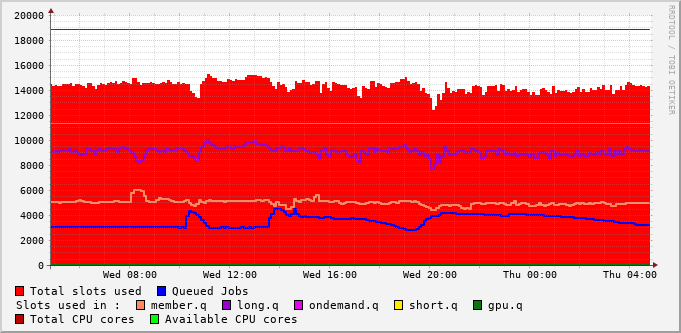 20000
18000
16000
14000
12000
10000
8000
6000
4000
2000
0
Wed 08:00 Wed 12:00 Wed 16:00 Wed 20:00 Thu 00:00 Thu 04:00
RRDTOOL / TOBI OETIKER
Total slots used Queued Jobs
Slots used in : member.q long.q ondemand.q short.q gpu.q
Total CPU cores Available CPU cores